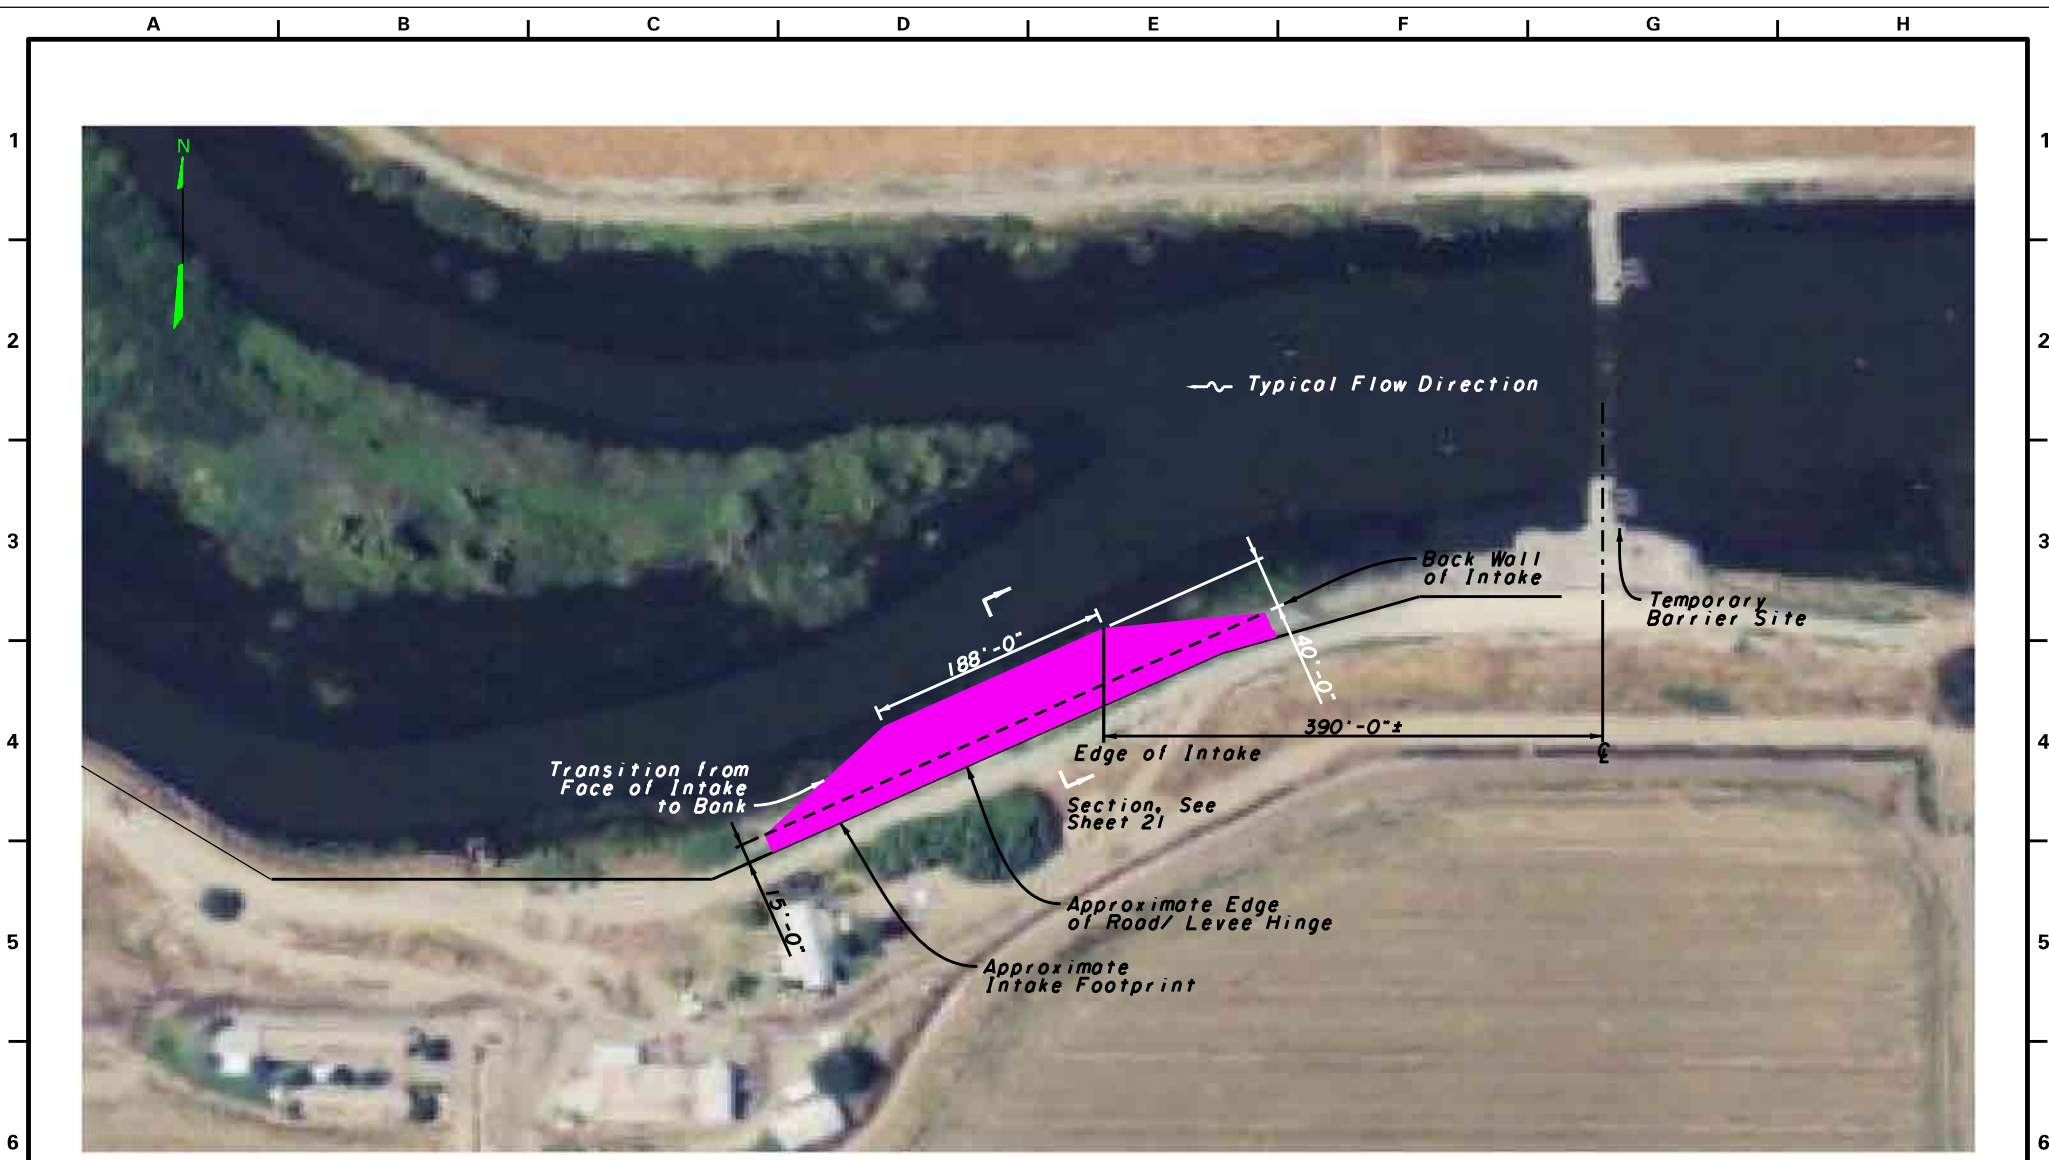 A B C D E F G H
1 1
N
2 2
Typical Flow Direction
3 3
Back Wall
of Intake
Temporary
Barrier Site
188'-0"
40'-0"
390'-0"±
4 4
℄
Edge of Intake
Transition from
Face of Intake
to Bank
Section, See
Sheet 21
15'-0"
Approximate Edge
of Road/ Levee Hinge
5 5
Approximate
Intake Footprint
6 6